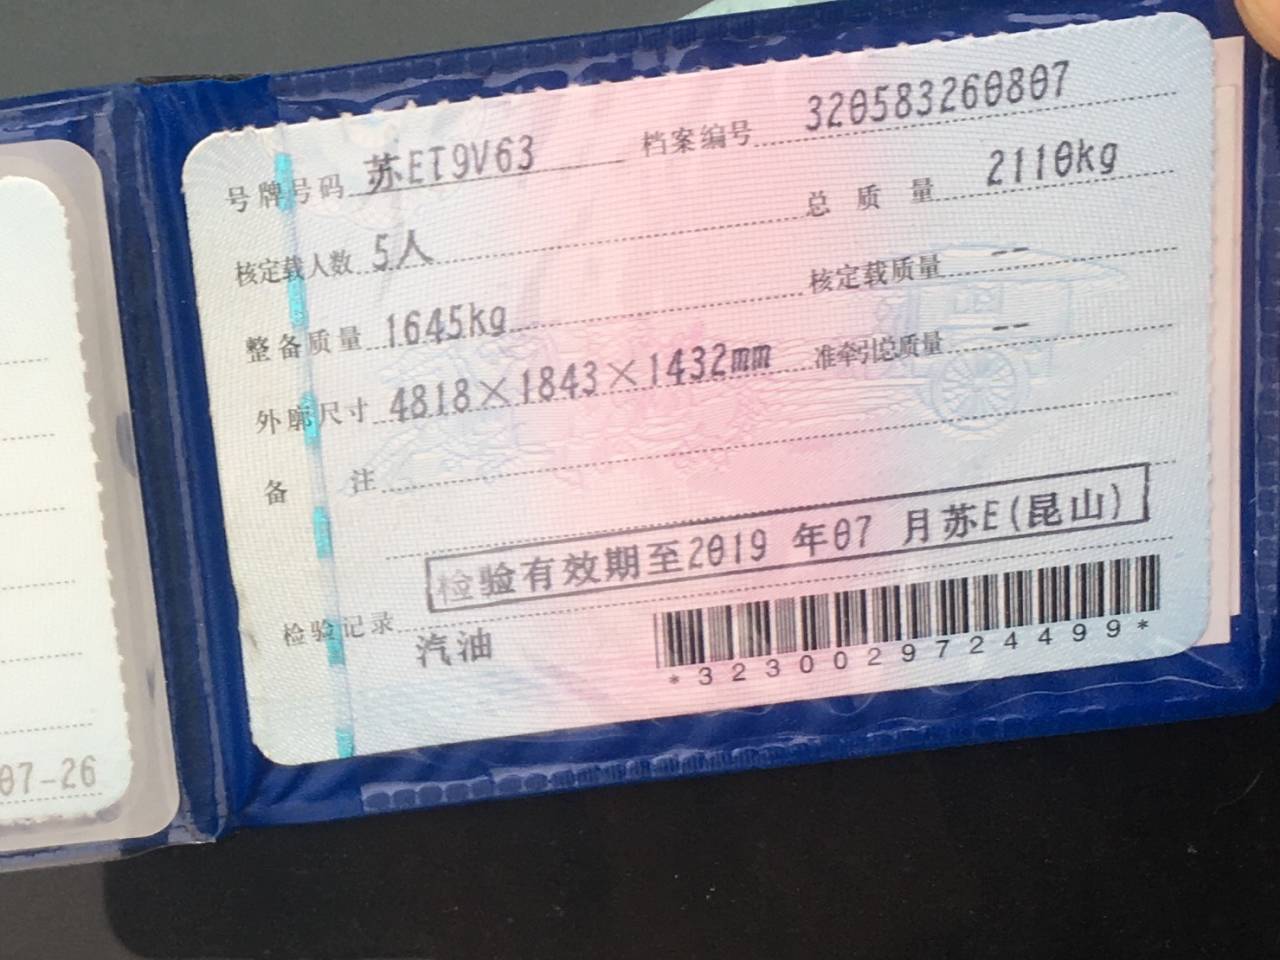 号牌号码 苏ET9V63 档案编号 320583260807
核定载人数 5人 总质量 2110kg
整备质量 1645kg 核定载质量 --
外廓尺寸 4818×1843×1432mm 准牵引总质量 --
备注
检验有效期至2019 年07 月苏E(昆山)
检验记录
汽油
*3230029724499*
07-26